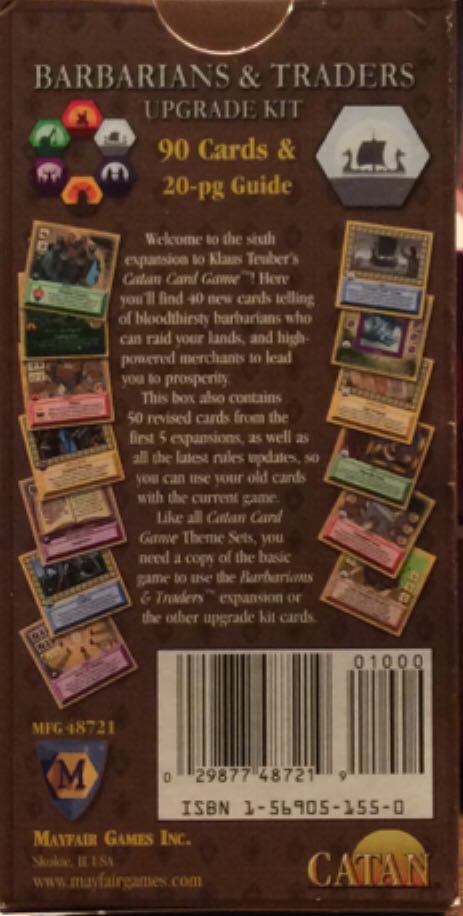 BARBARIANS & TRADERS
UPGRADE KIT
90 Cards &
20-pg Guide
Welcome to the sixth
expansion to Klaus Teuber's
Catan Card Game™! Here
you'll find 40 new cards telling
of bloodthirsty barbarians who
can raid your lands, and high-
powered merchants to lead
you to prosperity.
This box also contains
50 revised cards from the
first 5 expansions, as well as
all the latest rules updates, so
you can use your old cards
with the current game.
Like all Catan Card
Game Theme Sets, you
need a copy of the basic
game to use the Barbarians
& Traders™ expansion or
the other upgrade kit cards.
01000
0 29877 48721 9
ISBN 1-56905-155-0
MFG 48721
M
MAYFAIR GAMES INC.
Skokie, IL USA
www.mayfairgames.com
CATAN